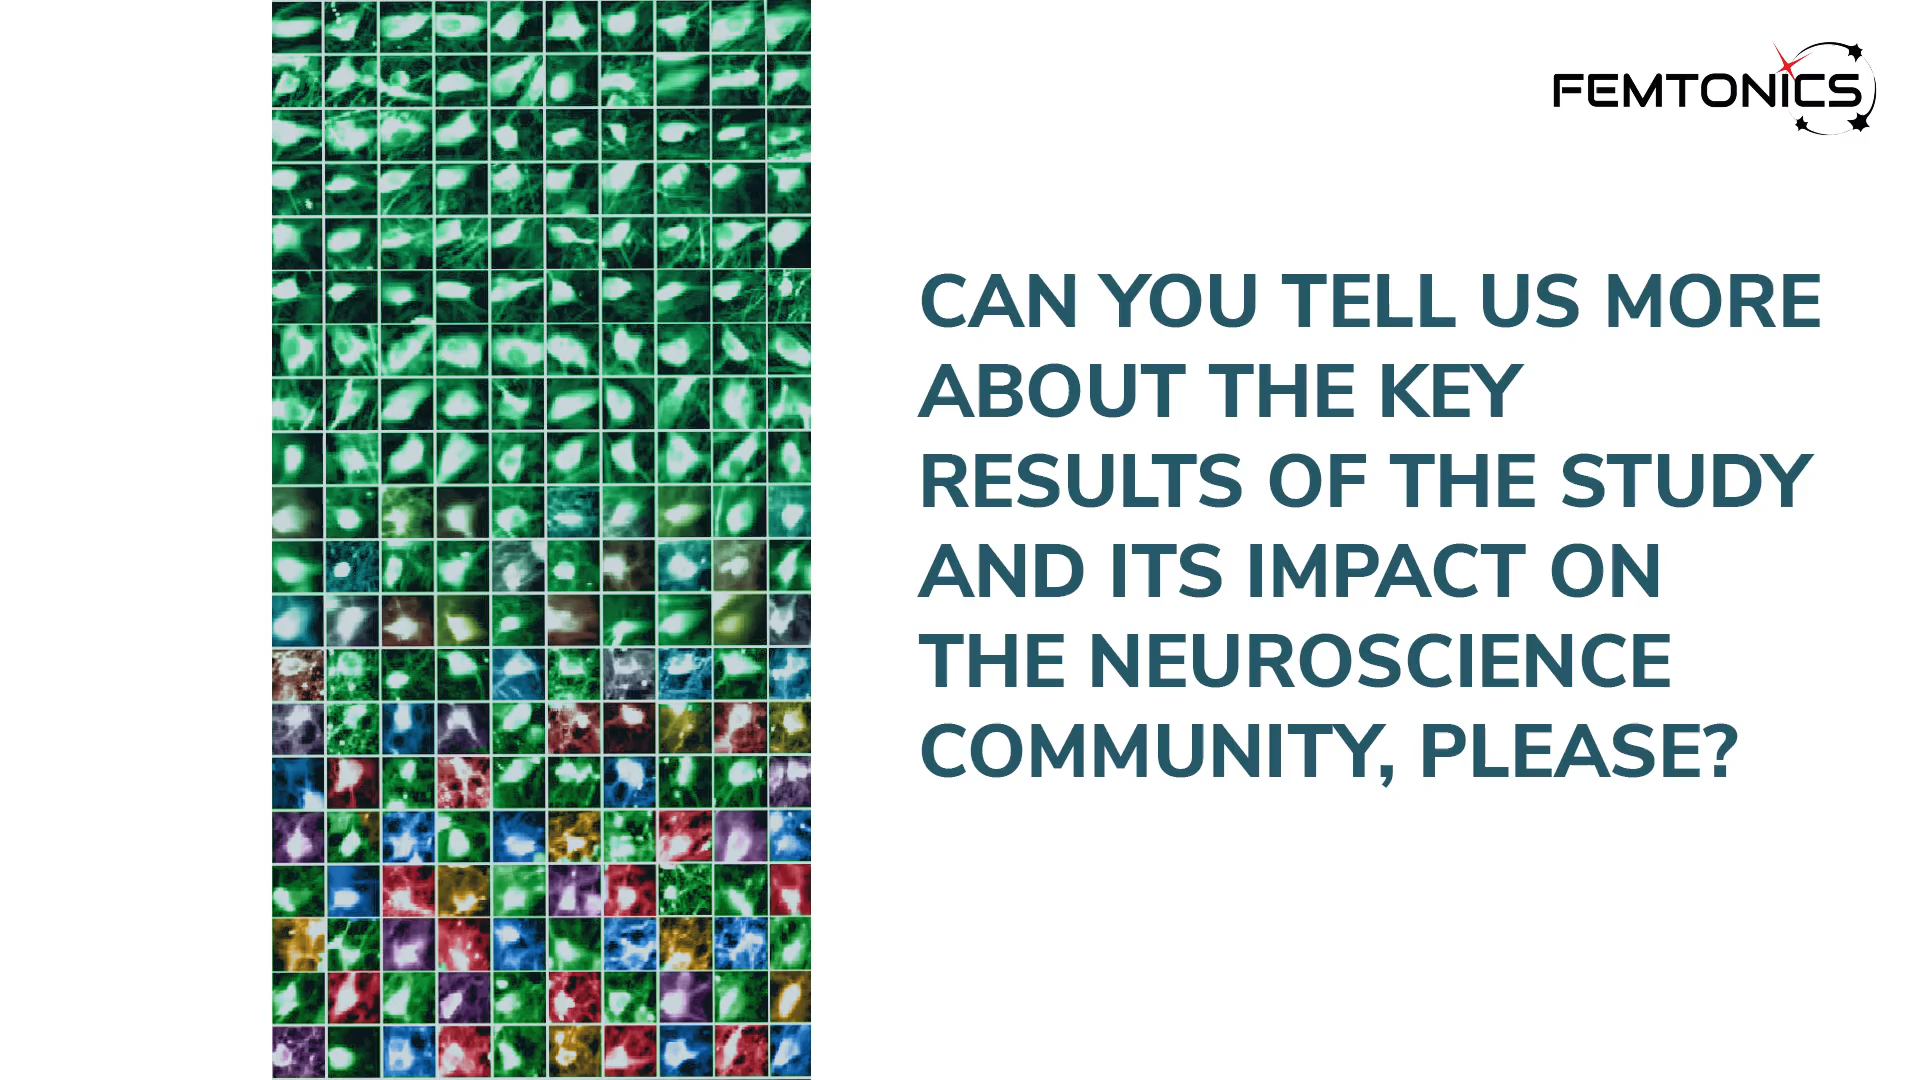 FEMTONICS
CAN YOU TELL US MORE
ABOUT THE KEY
RESULTS OF THE STUDY
AND ITS IMPACT ON
THE NEUROSCIENCE
COMMUNITY, PLEASE?